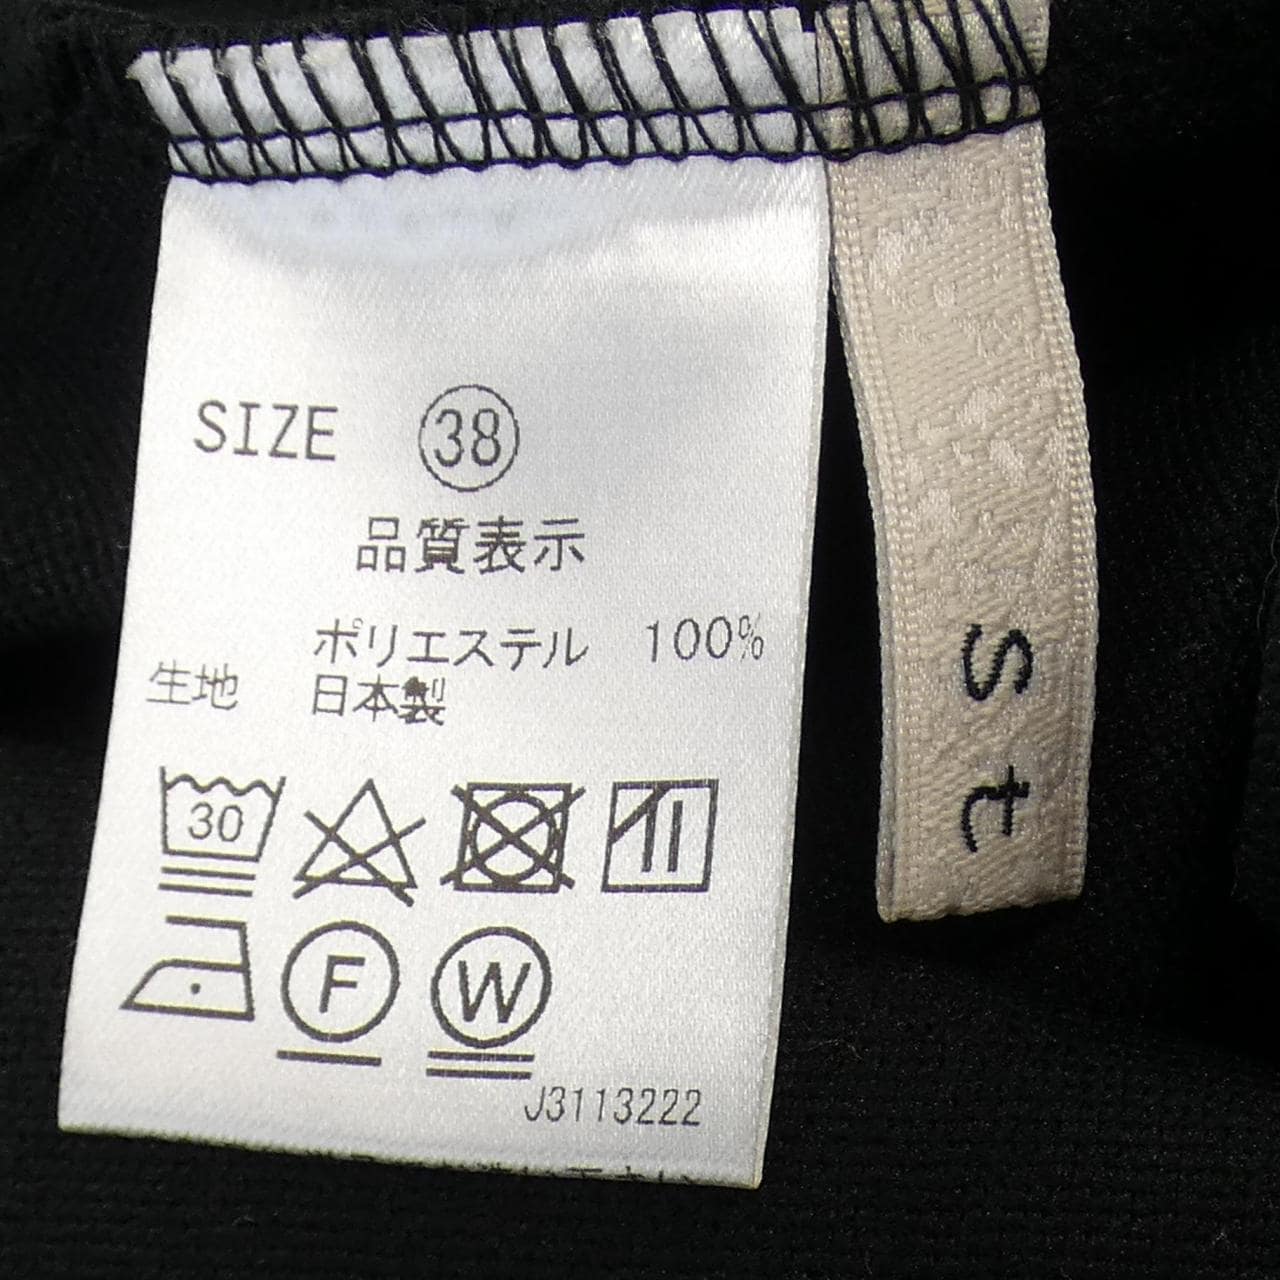 SIZE 38
品質表示
ポリエステル 100%
生地 日本製
30
F W
J3113222
St